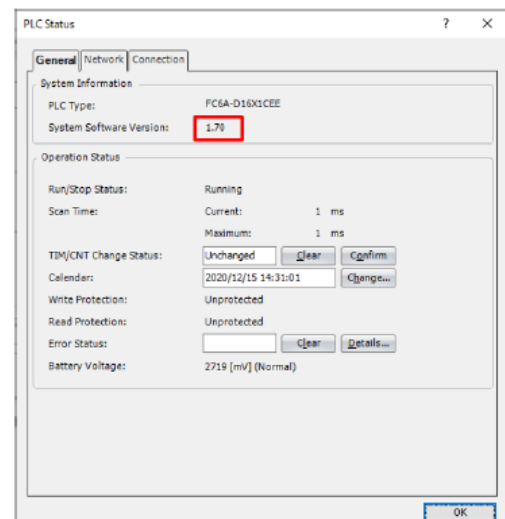 PLC Status ? ×
General Network Connection
System Information
PLC Type: FC6A-D16X1CEE
System Software Version: 1.70
Operation Status
Run/Stop Status: Running
Scan Time: Current: 1 ms
Maximum: 1 ms
TIM/CNT Change Status: Unchanged Clear Confirm
Calendar: 2020/12/15 14:31:01 Change...
Write Protection: Unprotected
Read Protection: Unprotected
Error Status: Clear Details...
Battery Voltage: 2719 [mV] (Normal)
OK